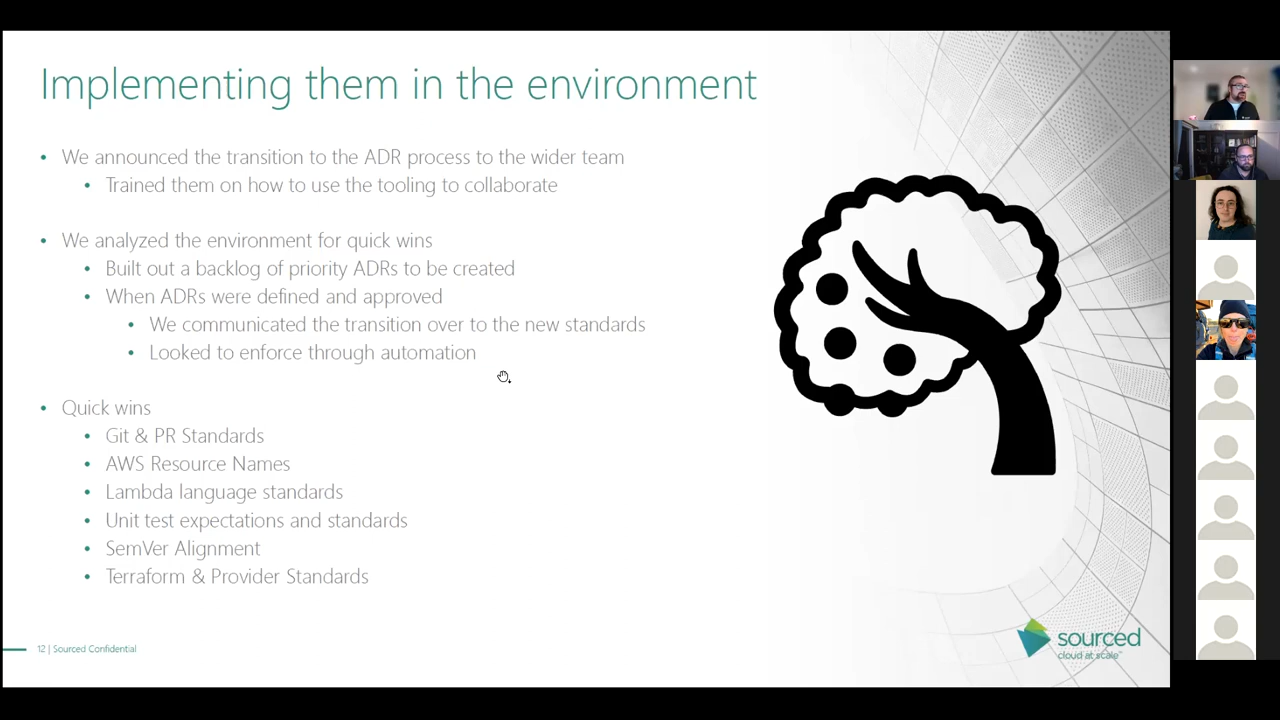 Implementing them in the environment
We announced the transition to the ADR process to the wider team
Trained them on how to use the tooling to collaborate
We analyzed the environment for quick wins
Built out a backlog of priority ADRs to be created
When ADRs were defined and approved
We communicated the transition over to the new standards
Looked to enforce through automation
Quick wins
Git & PR Standards
AWS Resource Names
Lambda language standards
Unit test expectations and standards
SemVer Alignment
Terraform & Provider Standards
12 | Sourced Confidential
sourced
cloud at scale™